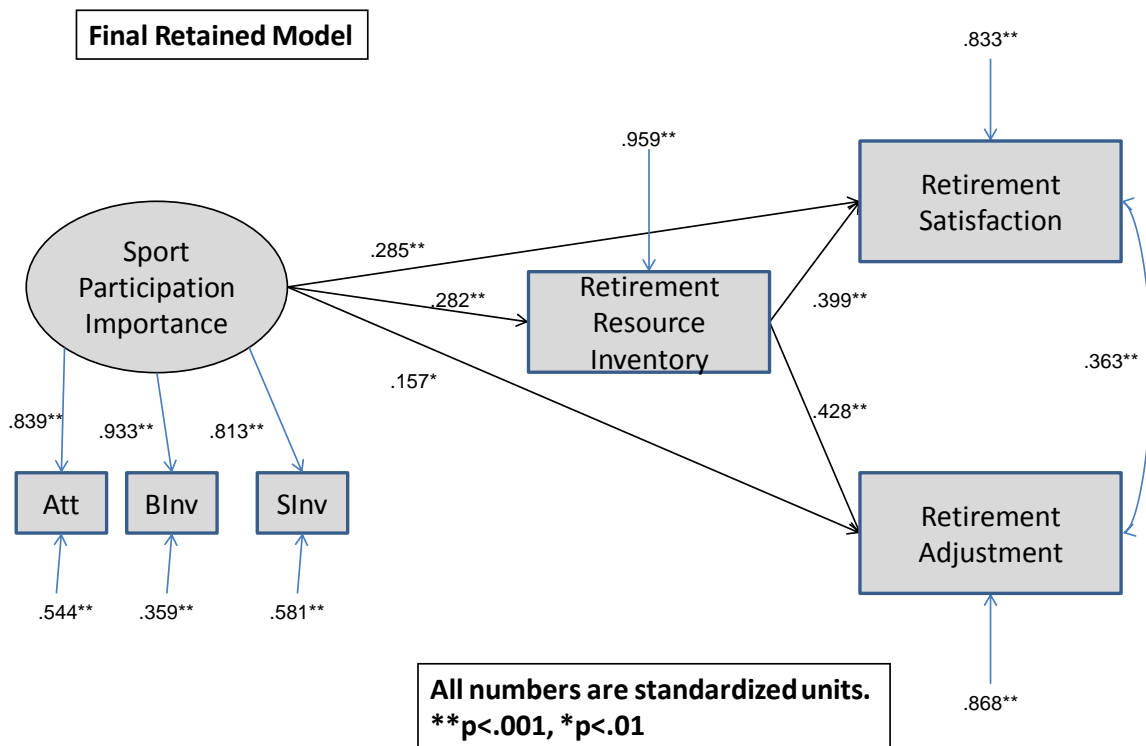 Final Retained Model
.833**
.959**
Retirement
Satisfaction
Sport
Participation
Importance
.285**
.282**
Retirement
Resource
Inventory
.399**
.363**
.157*
.428**
.839**
.933**
.813**
Att
BInv
SInv
Retirement
Adjustment
.544**
.359**
.581**
All numbers are standardized units.
**p<.001, *p<.01
.868**